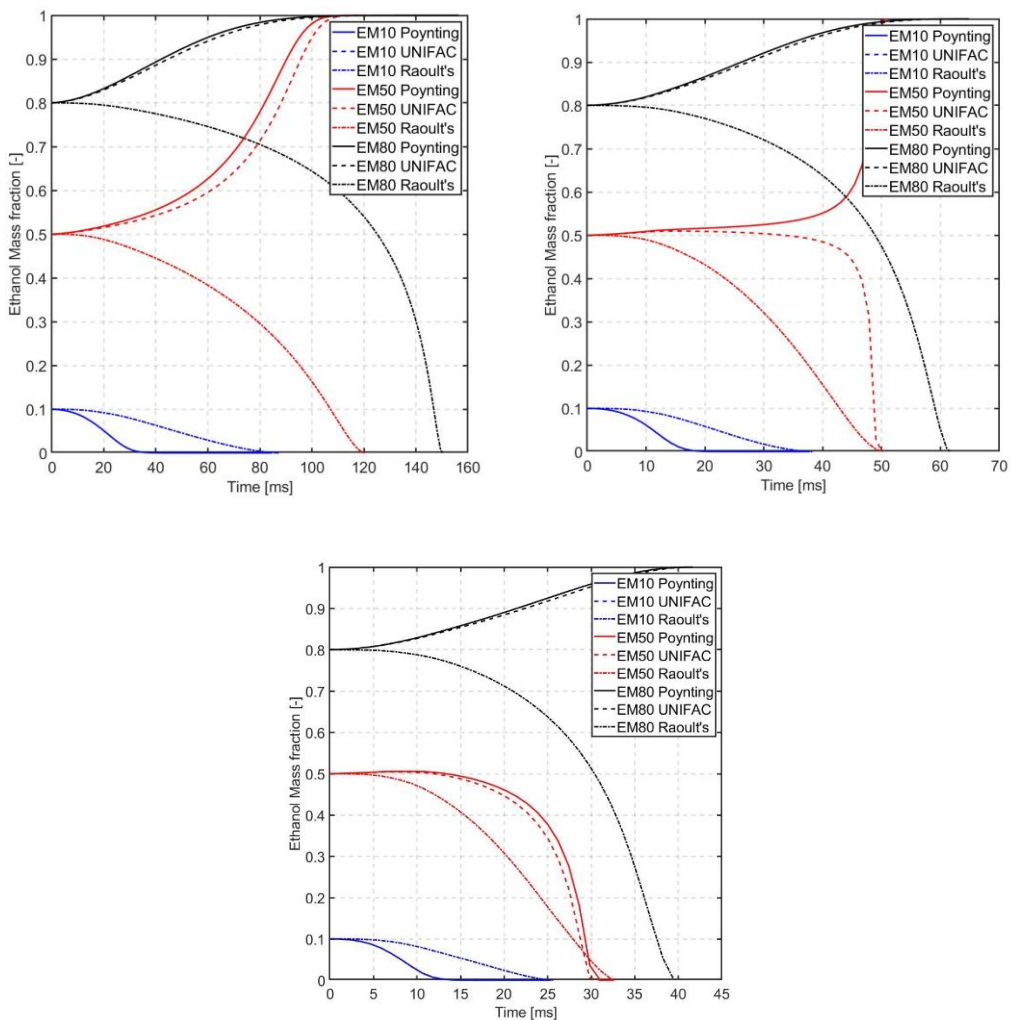 1
0.9
0.8
0.7
0.6
0.5
0.4
0.3
0.2
0.1
0
Ethanol Mass fraction [-]
EM10 Poynting
EM10 UNIFAC
EM10 Raoult's
EM50 Poynting
EM50 UNIFAC
EM50 Raoult's
EM80 Poynting
EM80 UNIFAC
EM80 Raoult's
0 20 40 60 80 100 120 140 160
Time [ms]
1
0.9
0.8
0.7
0.6
0.5
0.4
0.3
0.2
0.1
0
Ethanol Mass fraction [-]
EM10 Poynting
EM10 UNIFAC
EM10 Raoult's
EM50 Poynting
EM50 UNIFAC
EM50 Raoult's
EM80 Poynting
EM80 UNIFAC
EM80 Raoult's
0 10 20 30 40 50 60 70
Time [ms]
1
0.9
0.8
0.7
0.6
0.5
0.4
0.3
0.2
0.1
0
Ethanol Mass fraction [-]
EM10 Poynting
EM10 UNIFAC
EM10 Raoult's
EM50 Poynting
EM50 UNIFAC
EM50 Raoult's
EM80 Poynting
EM80 UNIFAC
EM80 Raoult's
0 5 10 15 20 25 30 35 40 45
Time [ms]